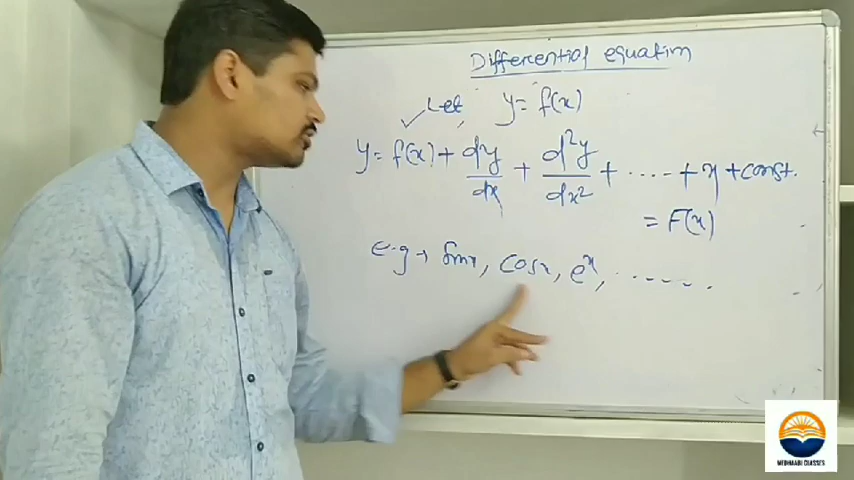 Differential equation
Let, y = f(x)
y = f(x) + dy/dx + d²y/dx² + ..... + x + const.
= F(x)
e.g → sinx, cosx, eˣ, .......
MEDHAABI CLASSES